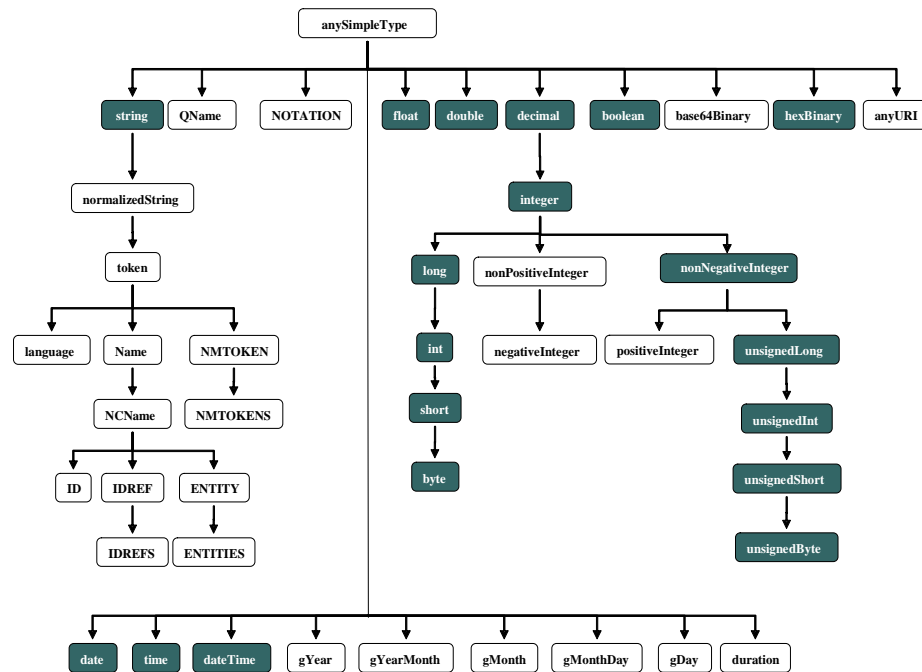 anySimpleType
string QName NOTATION float double decimal boolean base64Binary hexBinary anyURI
normalizedString integer
token long nonPositiveInteger nonNegativeInteger
language Name NMTOKEN int negativeInteger positiveInteger unsignedLong
NCName NMTOKENS short unsignedInt
ID IDREF ENTITY byte unsignedShort
IDREFS ENTITIES unsignedByte
date time dateTime gYear gYearMonth gMonth gMonthDay gDay duration